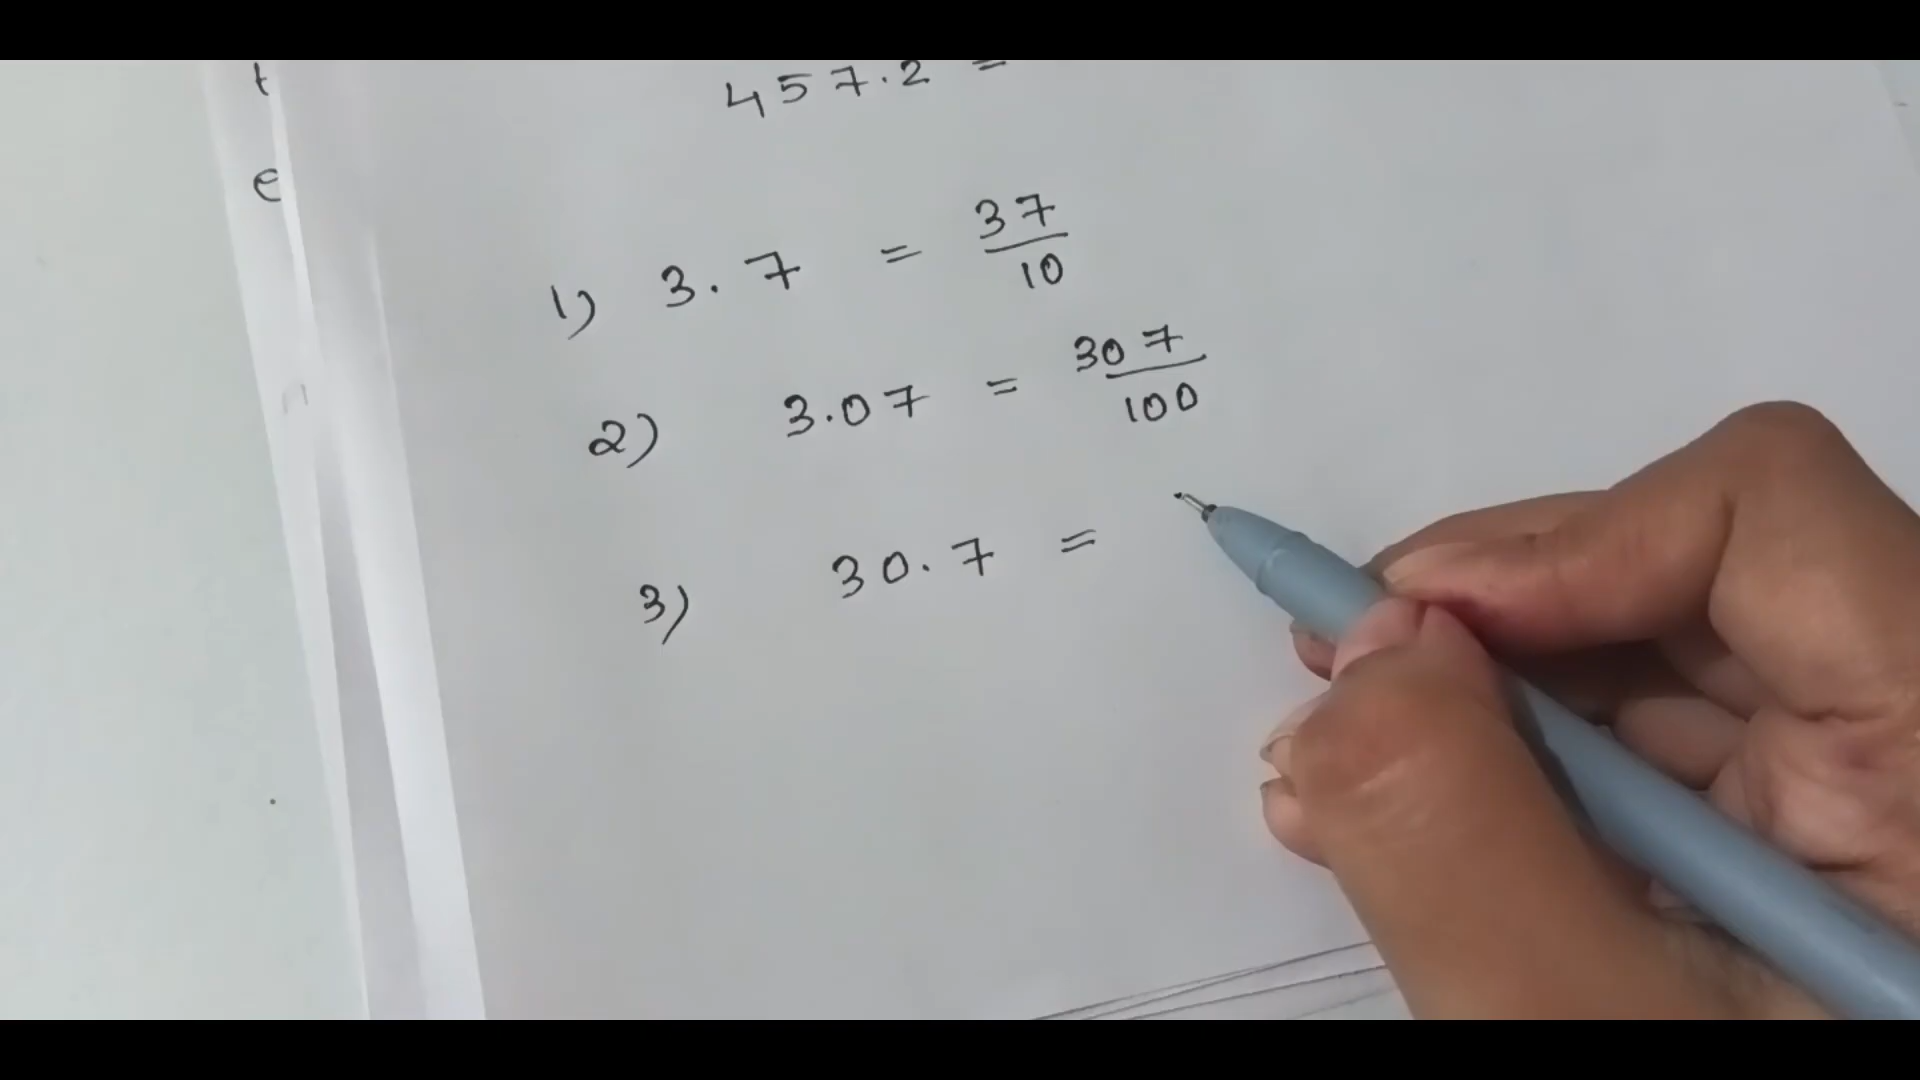 t
457.2 =
e
1) 3.7 = 37/10
2) 3.07 = 307/100
3) 30.7 =